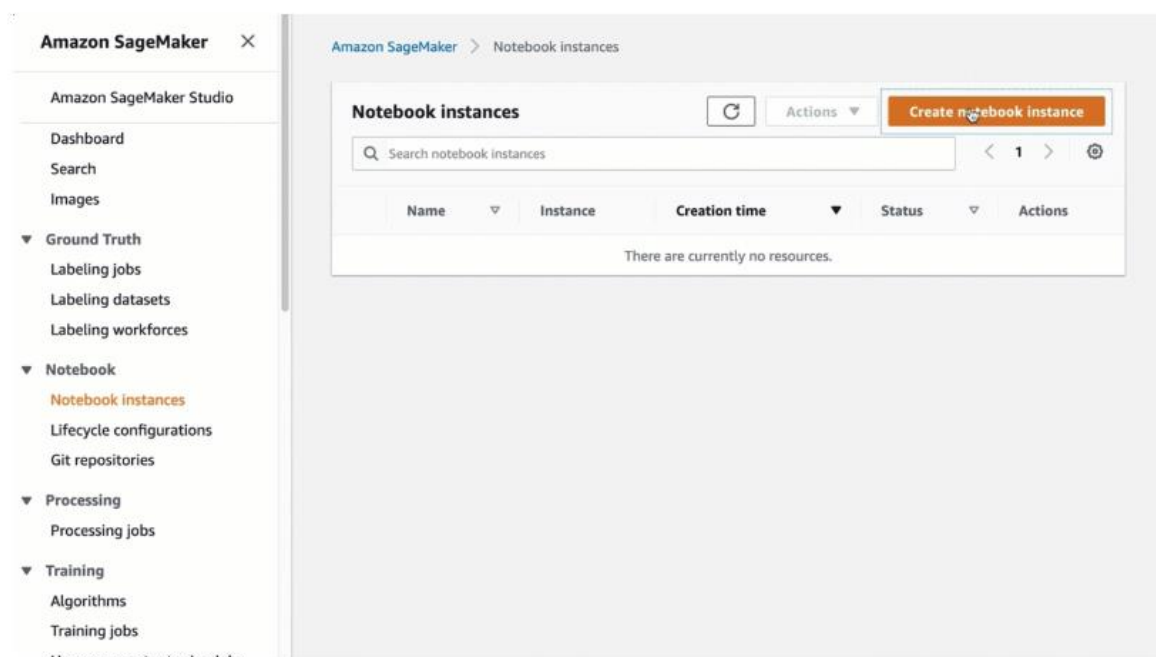 Amazon SageMaker
Amazon SageMaker Studio
Dashboard
Search
Images
Ground Truth
Labeling jobs
Labeling datasets
Labeling workforces
Notebook
Notebook instances
Lifecycle configurations
Git repositories
Processing
Processing jobs
Training
Algorithms
Training jobs
Amazon SageMaker > Notebook instances
Notebook instances
Actions
Create notebook instance
Search notebook instances
< 1 >
Name Instance Creation time Status Actions
There are currently no resources.